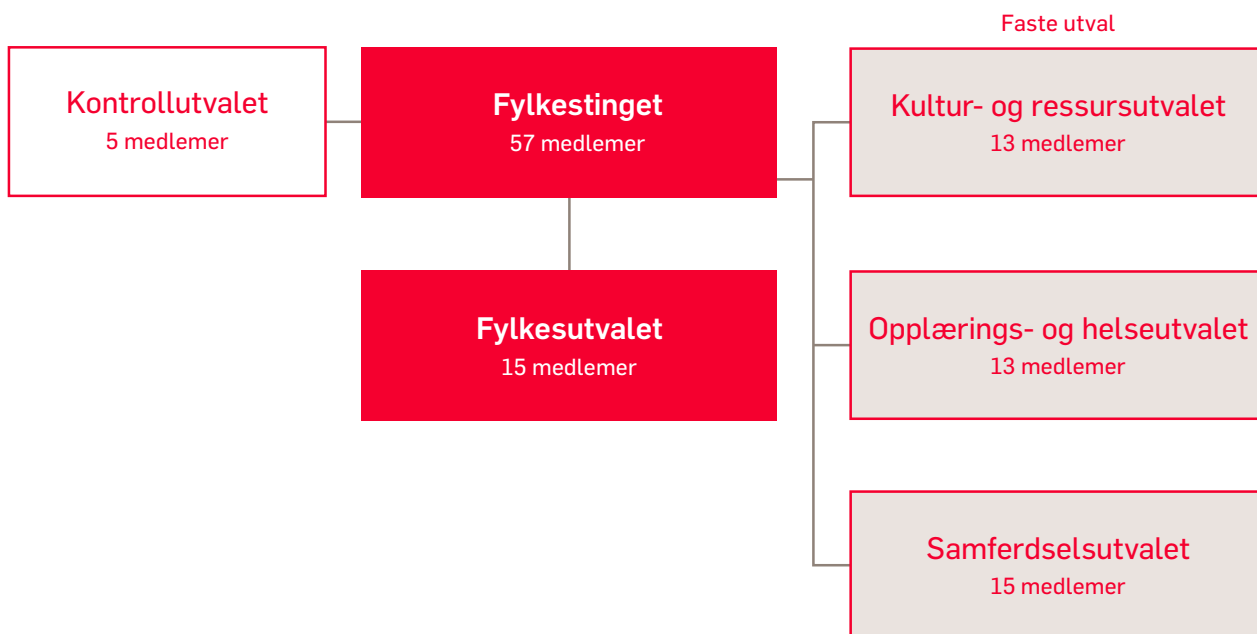 Faste utval
Kontrollutvalet
5 medlemer
Fylkestinget
57 medlemer
Kultur- og ressursutvalet
13 medlemer
Fylkesutvalet
15 medlemer
Opplærings- og helseutvalet
13 medlemer
Samferdselsutvalet
15 medlemer